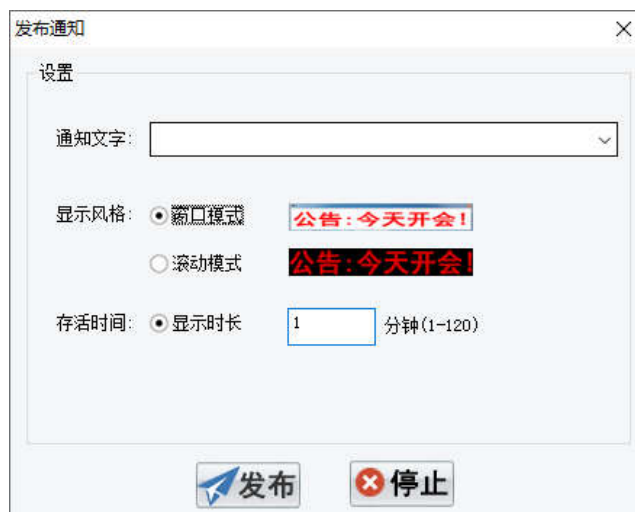 发布通知
设置
通知文字:
显示风格: 窗口模式 公告:今天开会!
滚动模式 公告:今天开会!
存活时间: 显示时长 1 分钟(1-120)
发布 停止